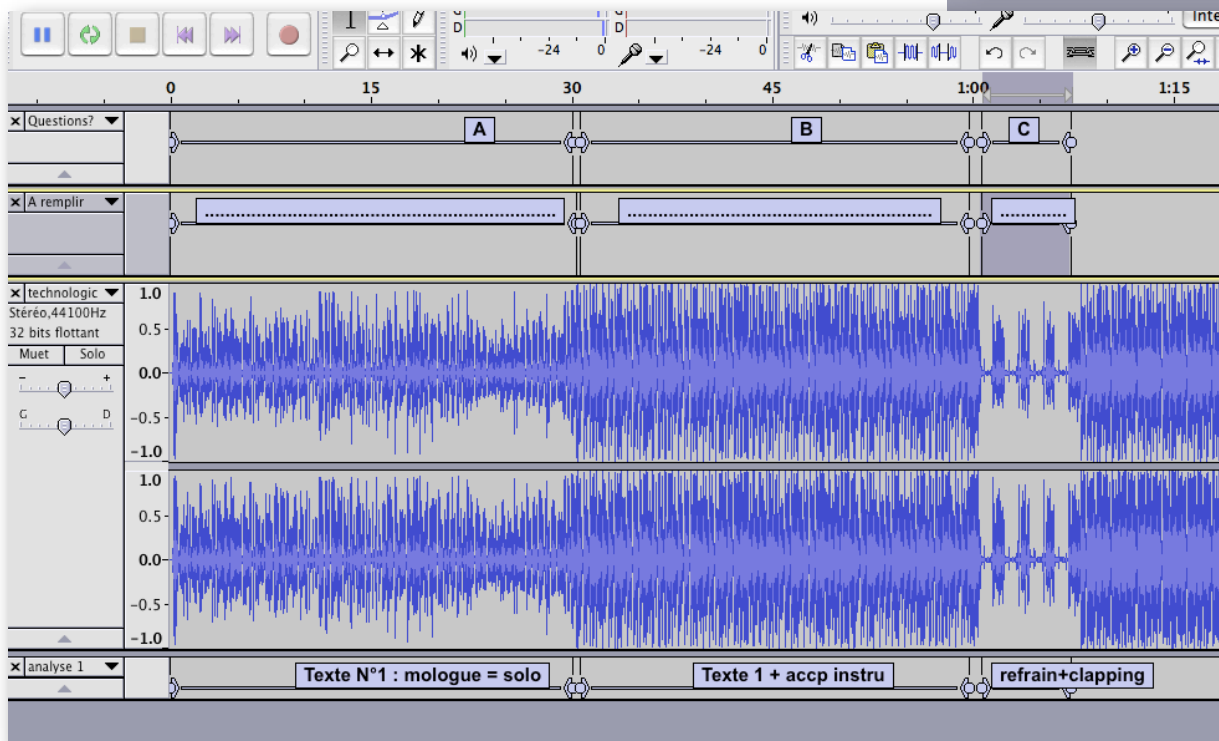 G
D
-24 0
D
-24 0
Inte
0 15 30 45 1:00 1:15
Questions?
A B C
A remplir
............................................................................
.................................................................
..............
technologic
Stéréo,44100Hz
32 bits flottant
Muet Solo
- +
G D
1.0
0.5
0.0
-0.5
-1.0
1.0
0.5
0.0
-0.5
-1.0
analyse 1
Texte N°1 : mologue = solo
Texte 1 + accp instru
refrain+clapping